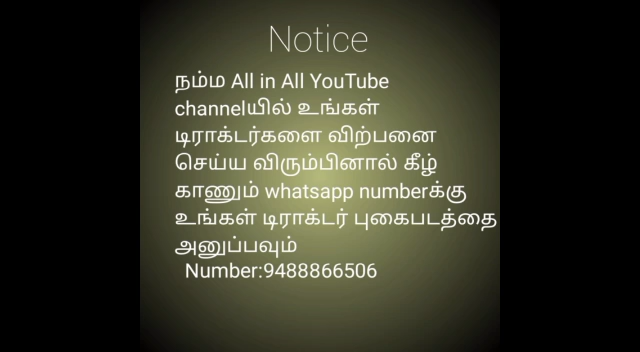 Notice
நம்ம All in All YouTube
channelயில் உங்கள்
டிராக்டர்களை விற்பனை
செய்ய விரும்பினால் கீழ்
காணும் whatsapp numberக்கு
உங்கள் டிராக்டர் புகைபடத்தை
அனுப்பவும்
Number:9488866506